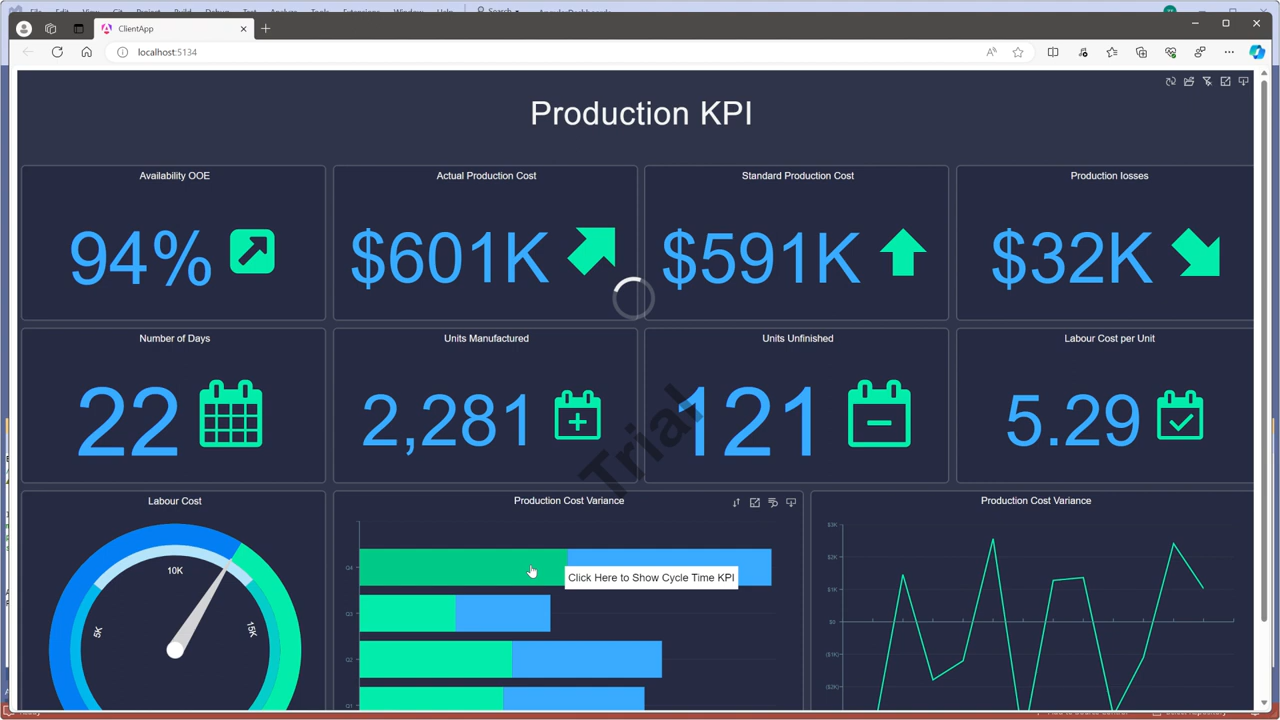 ClientApp
localhost:5134
Production KPI
Availability OOE
Actual Production Cost
Standard Production Cost
Production losses
94%
$601K
$591K
$32K
Number of Days
Units Manufactured
Units Unfinished
Labour Cost per Unit
22
2,281
121
5.29
Trial
Labour Cost
Production Cost Variance
Production Cost Variance
5K
10K
15K
Q4
Q3
Q2
Q1
Click Here to Show Cycle Time KPI
$3K
$2K
$1K
$0
($1K)
($2K)